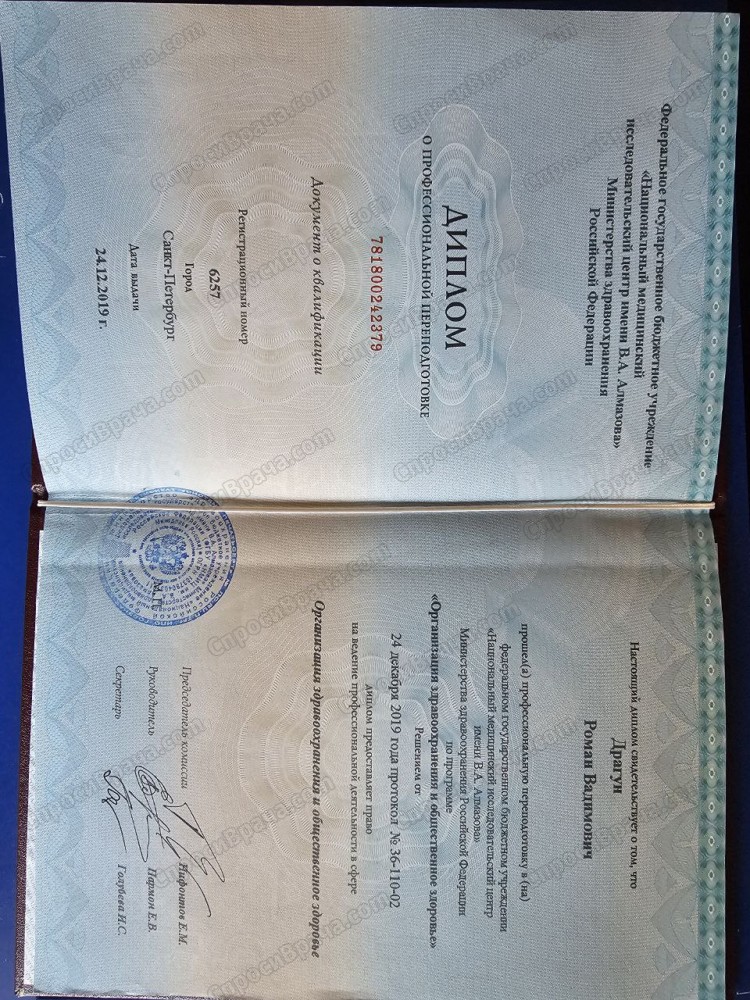 Федеральное государственное бюджетное учреждение
«Национальный медицинский
исследовательский центр имени В.А. Алмазова»
Министерства здравоохранения
Российской Федерации
ДИПЛОМ
О ПРОФЕССИОНАЛЬНОЙ ПЕРЕПОДГОТОВКЕ
781800242379
Документ о квалификации
Регистрационный номер
6257
Город
Санкт-Петербург
Дата выдачи
24.12.2019 г.
Настоящий диплом свидетельствует о том, что
Драгун
Роман Вадимович
прошел(а) профессиональную переподготовку в (на)
федеральном государственном бюджетном учреждении
«Национальный медицинский исследовательский центр
имени В.А. Алмазова»
Министерства здравоохранения Российской Федерации
по программе
«Организация здравоохранения и общественное здоровье»
Решением от
24 декабря 2019 года протокол № 36-110-02
диплом предоставляет право
на ведение профессиональной деятельности в сфере
Организация здравоохранения и общественное здоровье
Председатель комиссии Нифонтов Е.М.
М.П.
Руководитель Пармон Е.В.
Секретарь Голубева Н.С.
СпросиВрача.com